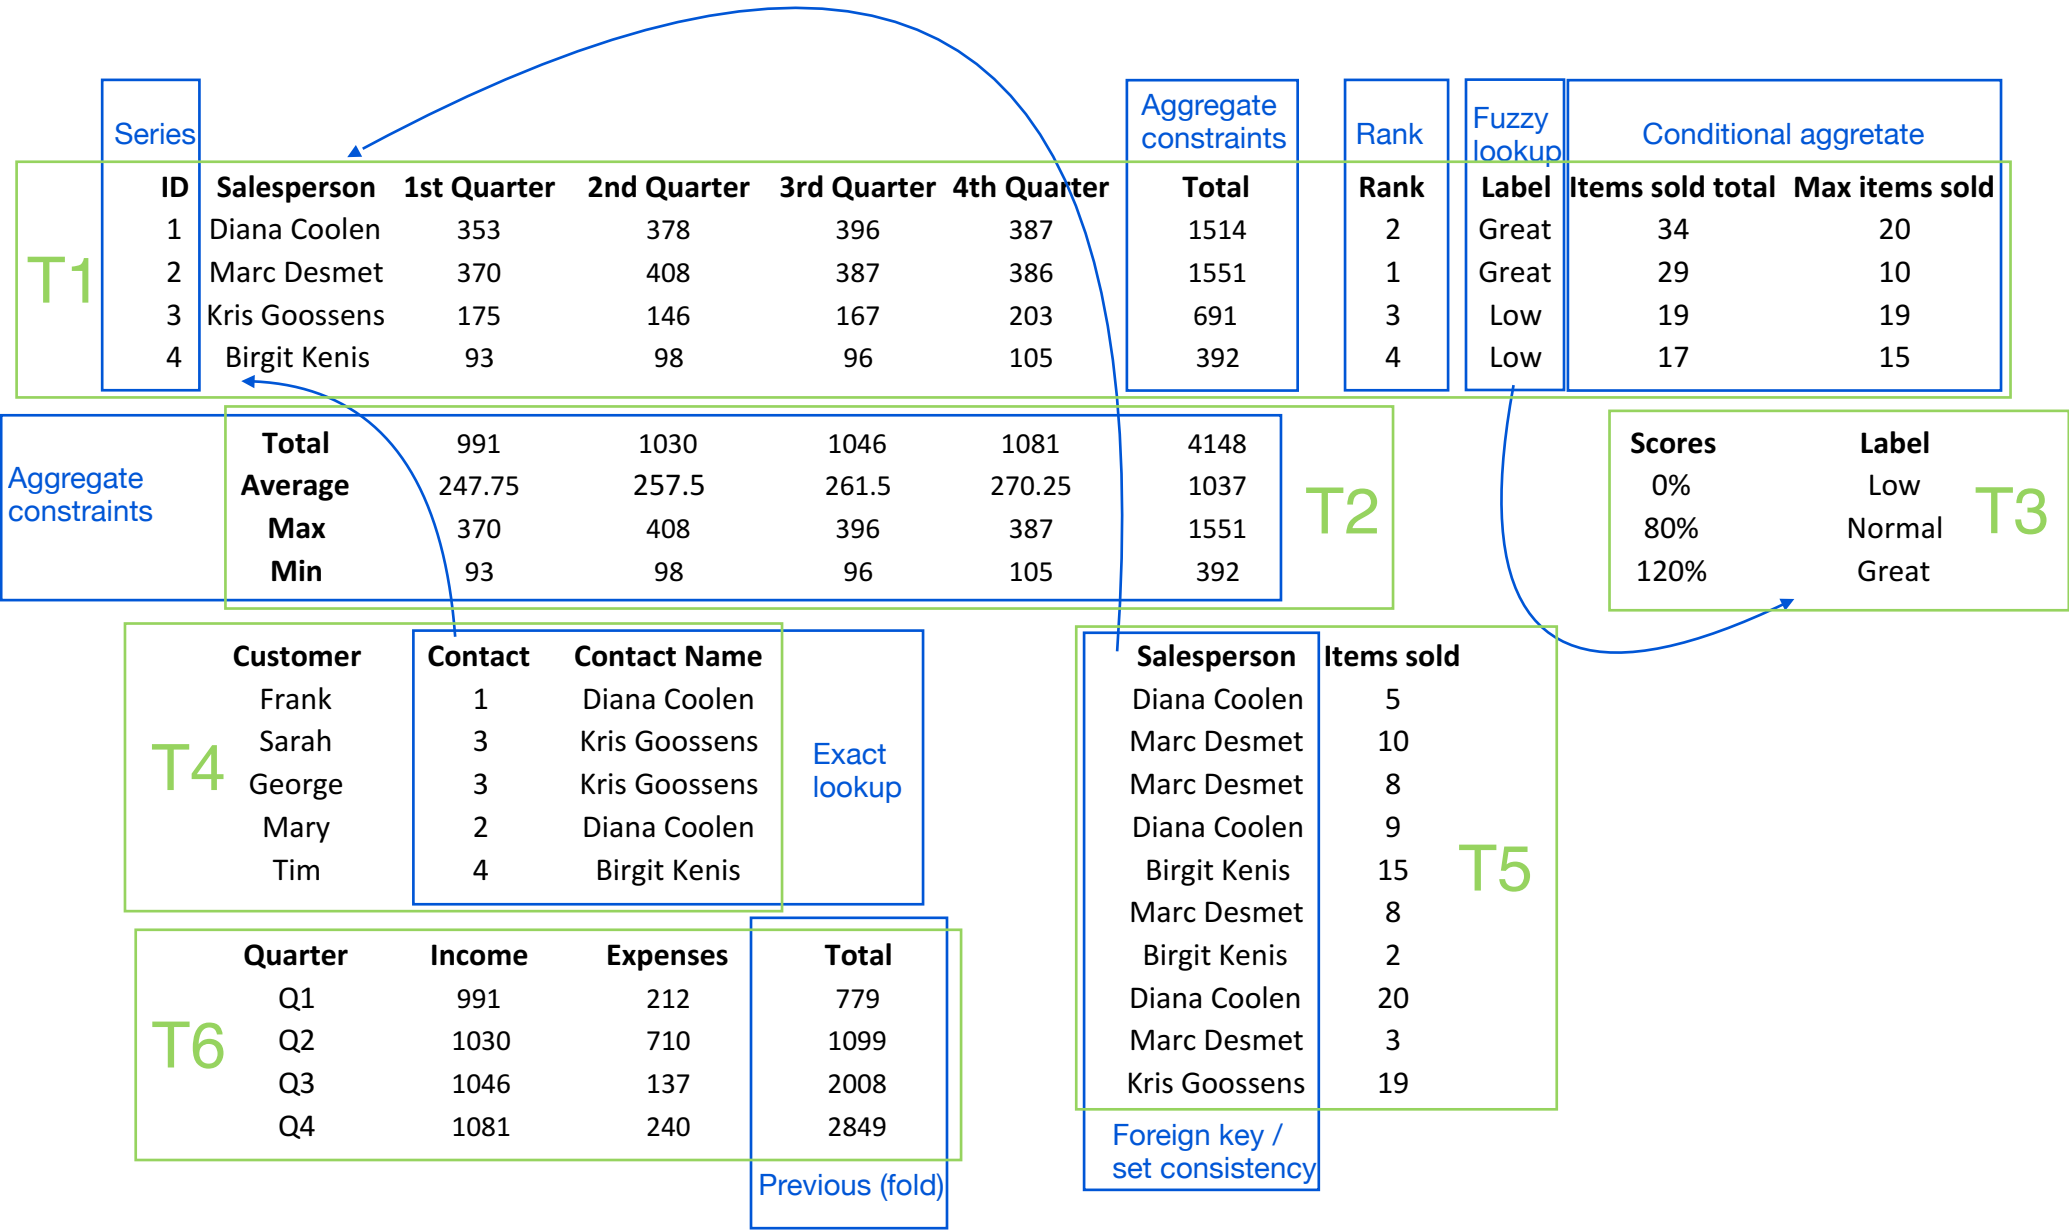 Series
Aggregate
constraints
Rank
Fuzzy
lookup
Conditional aggretate
ID Salesperson 1st Quarter 2nd Quarter 3rd Quarter 4th Quarter Total Rank Label Items sold total Max items sold
1 Diana Coolen 353 378 396 387 1514 2 Great 34 20
T1
2 Marc Desmet 370 408 387 386 1551 1 Great 29 10
3 Kris Goossens 175 146 167 203 691 3 Low 19 19
4 Birgit Kenis 93 98 96 105 392 4 Low 17 15
Aggregate
constraints
Total 991 1030 1046 1081 4148
Average 247.75 257.5 261.5 270.25 1037
Max 370 408 396 387 1551
Min 93 98 96 105 392
T2
Scores Label
0% Low
80% Normal
120% Great
T3
Customer Contact Contact Name
Frank 1 Diana Coolen
Sarah 3 Kris Goossens
George 3 Kris Goossens
Mary 2 Diana Coolen
Tim 4 Birgit Kenis
T4
Exact
lookup
Salesperson Items sold
Diana Coolen 5
Marc Desmet 10
Marc Desmet 8
Diana Coolen 9
Birgit Kenis 15
Marc Desmet 8
Birgit Kenis 2
Diana Coolen 20
Marc Desmet 3
Kris Goossens 19
T5
Foreign key /
set consistency
Quarter Income Expenses Total
Q1 991 212 779
Q2 1030 710 1099
Q3 1046 137 2008
Q4 1081 240 2849
T6
Previous (fold)